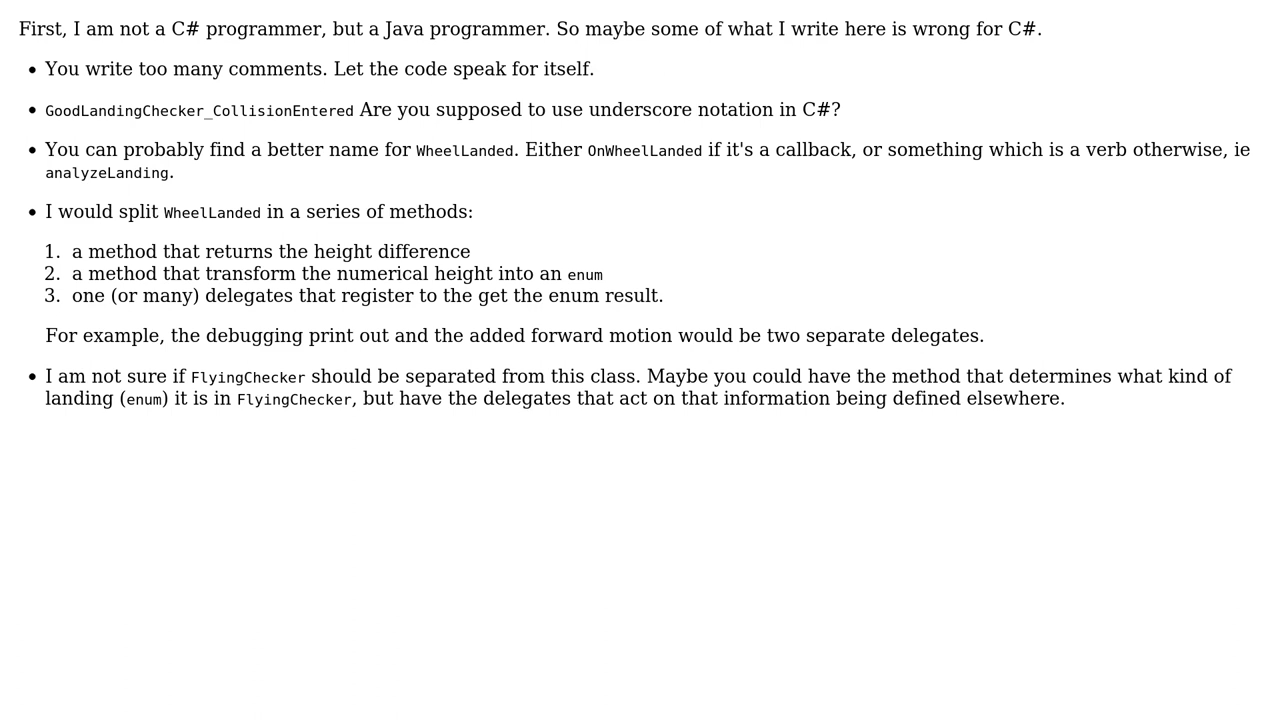 First, I am not a C# programmer, but a Java programmer. So maybe some of what I write here is wrong for C#.
• You write too many comments. Let the code speak for itself.
• GoodLandingChecker_CollisionEntered Are you supposed to use underscore notation in C#?
• You can probably find a better name for WheelLanded. Either OnWheelLanded if it's a callback, or something which is a verb otherwise, ie
analyzeLanding.
• I would split WheelLanded in a series of methods:
1. a method that returns the height difference
2. a method that transform the numerical height into an enum
3. one (or many) delegates that register to the get the enum result.
For example, the debugging print out and the added forward motion would be two separate delegates.
• I am not sure if FlyingChecker should be separated from this class. Maybe you could have the method that determines what kind of
landing (enum) it is in FlyingChecker, but have the delegates that act on that information being defined elsewhere.